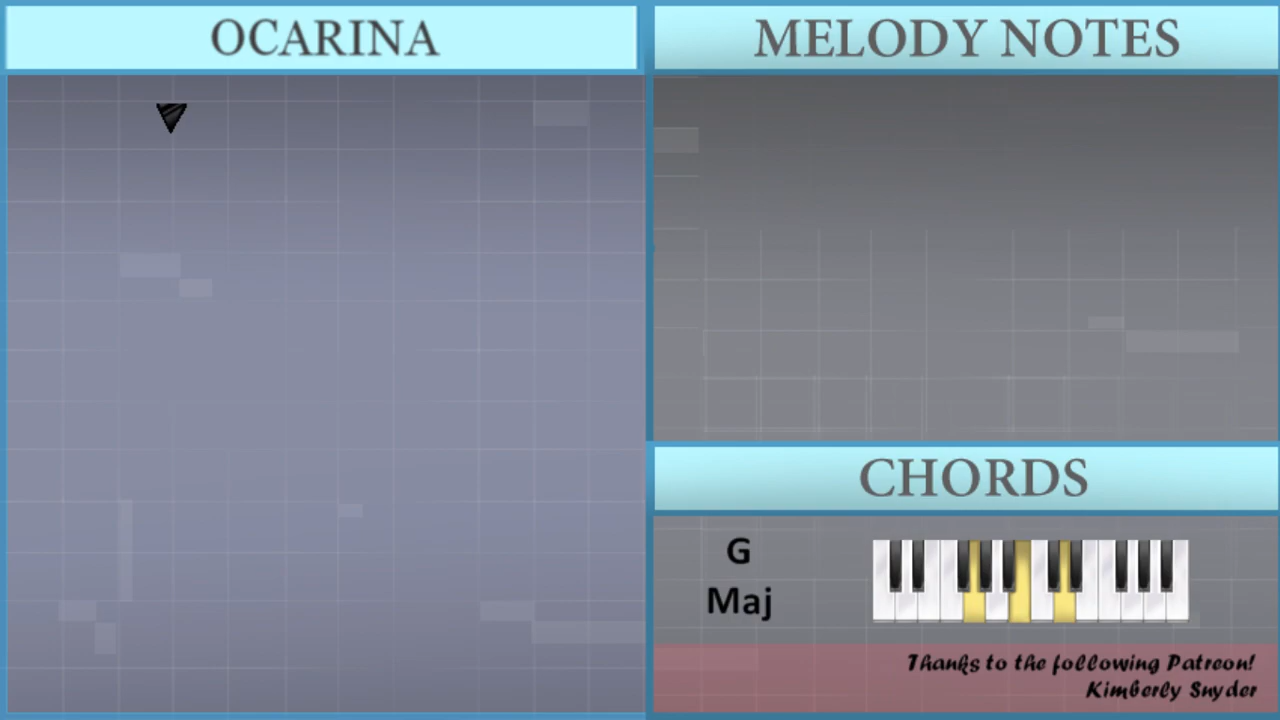 OCARINA
MELODY NOTES
CHORDS
G
Maj
Thanks to the following Patreon!
Kimberly Snyder